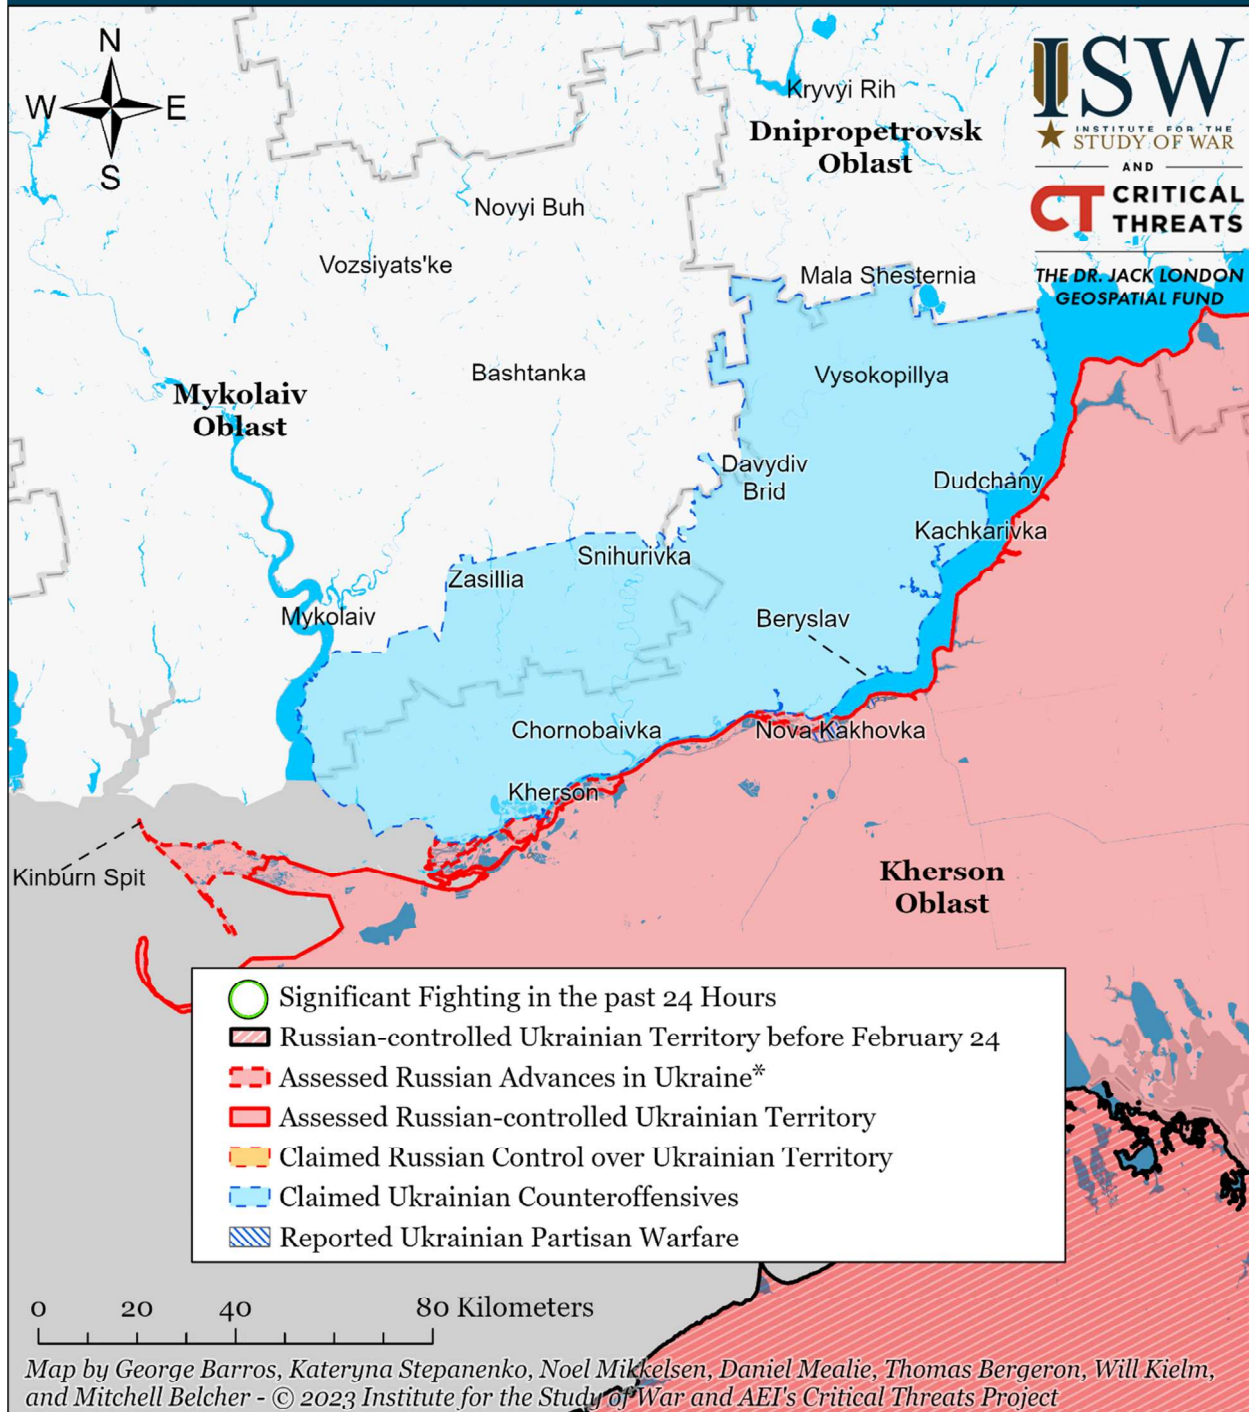 N
W
E
S
ISW
INSTITUTE FOR THE
STUDY OF WAR
AND
CT CRITICAL
THREATS
THE DR. JACK LONDON
GEOSPATIAL FUND
Kryvyi Rih
Dnipropetrovsk
Oblast
Novyi Buh
Vozsiyats'ke
Mala Shesternia
Bashtanka
Vysokopillya
Mykolaiv
Oblast
Davydiv
Brid
Dudchany
Kachkarivka
Snihurivka
Zasillia
Mykolaiv
Beryslav
Chornobaivka
Nova Kakhovka
Kherson
Kinburn Spit
Kherson
Oblast
Significant Fighting in the past 24 Hours
Russian-controlled Ukrainian Territory before February 24
Assessed Russian Advances in Ukraine*
Assessed Russian-controlled Ukrainian Territory
Claimed Russian Control over Ukrainian Territory
Claimed Ukrainian Counteroffensives
Reported Ukrainian Partisan Warfare
0 20 40 80 Kilometers
Map by George Barros, Kateryna Stepanenko, Noel Mikkelsen, Daniel Mealie, Thomas Bergeron, Will Kielm,
and Mitchell Belcher - © 2023 Institute for the Study of War and AEI's Critical Threats Project